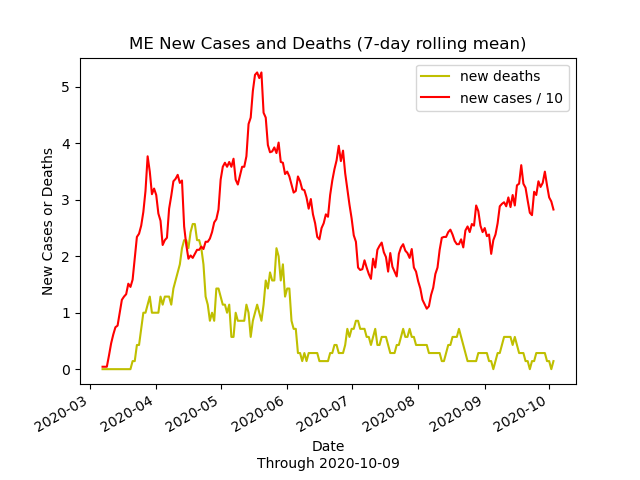 ME New Cases and Deaths (7-day rolling mean)
new deaths
new cases / 10
New Cases or Deaths
5
4
3
2
1
0
2020-03
2020-04
2020-05
2020-06
2020-07
2020-08
2020-09
2020-10
Date
Through 2020-10-09